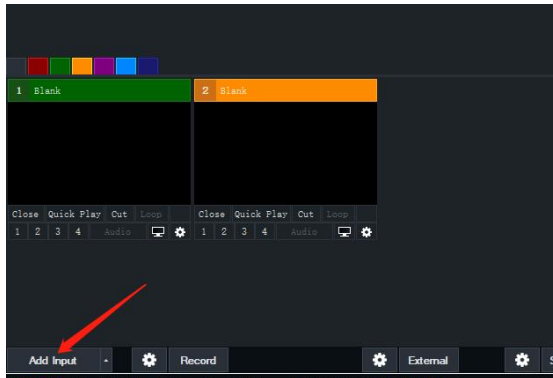 1 Blank 2 Blank
Close Quick Play Cut Loop Close Quick Play Cut Loop
1 2 3 4 Audio 1 2 3 4 Audio
Add Input Record External